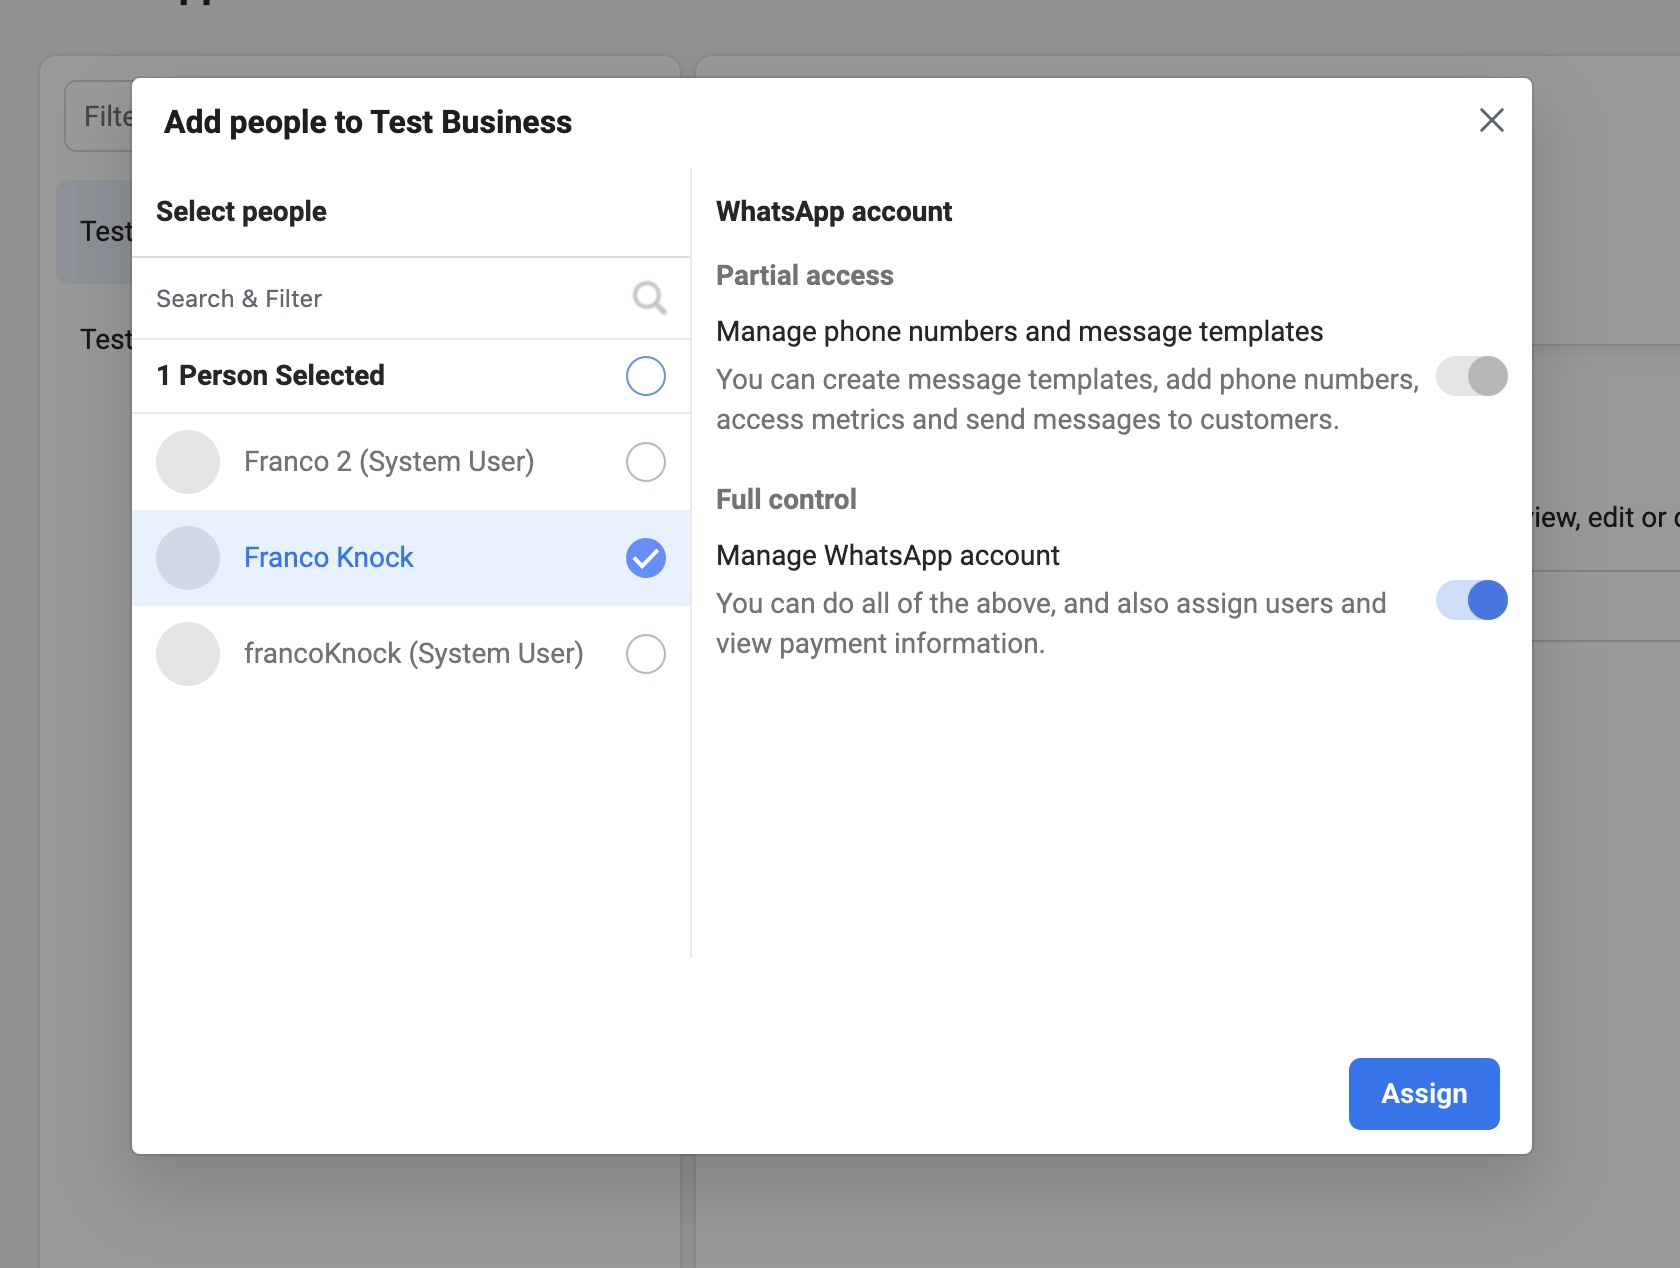 Add people to Test Business
Select people
Search & Filter
1 Person Selected
Franco 2 (System User)
Franco Knock
francoKnock (System User)
WhatsApp account
Partial access
Manage phone numbers and message templates
You can create message templates, add phone numbers,
access metrics and send messages to customers.
Full control
Manage WhatsApp account
You can do all of the above, and also assign users and
view payment information.
Assign
Test
Test
edit or